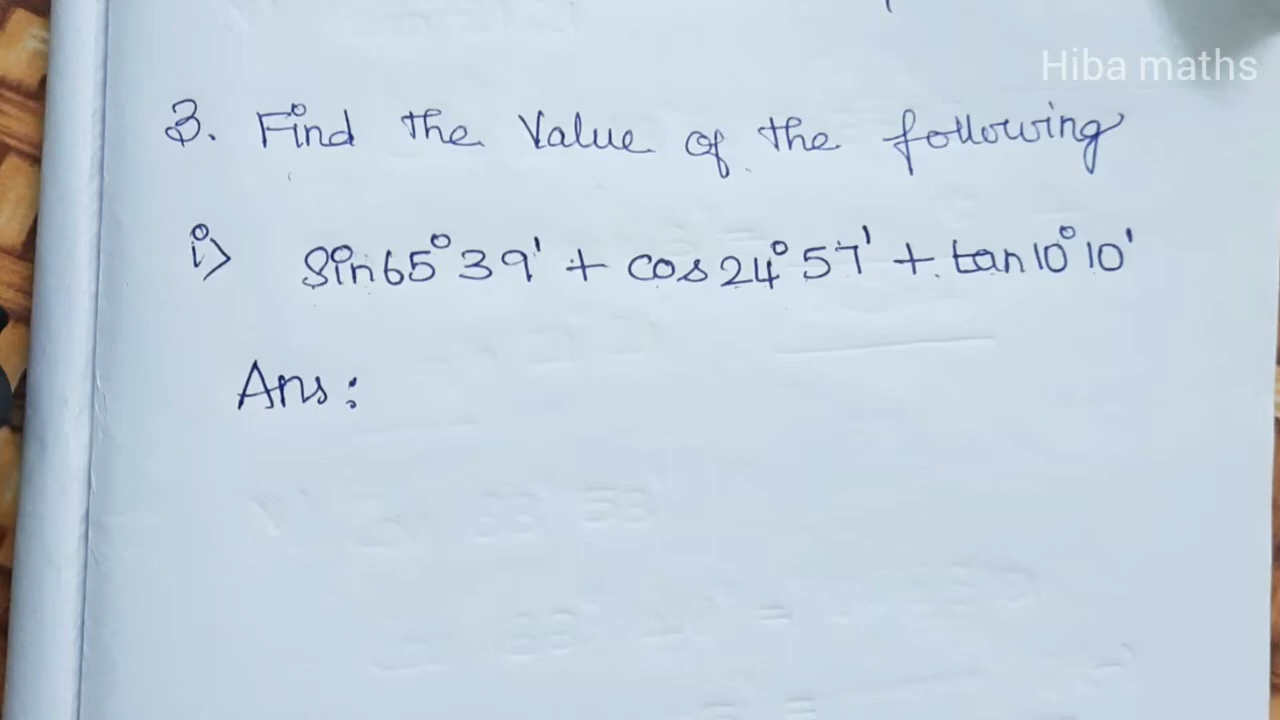 Hiba maths
3. Find the Value of the following
i) Sin65°39' + cos24°57' + tan10°10'
Ans: